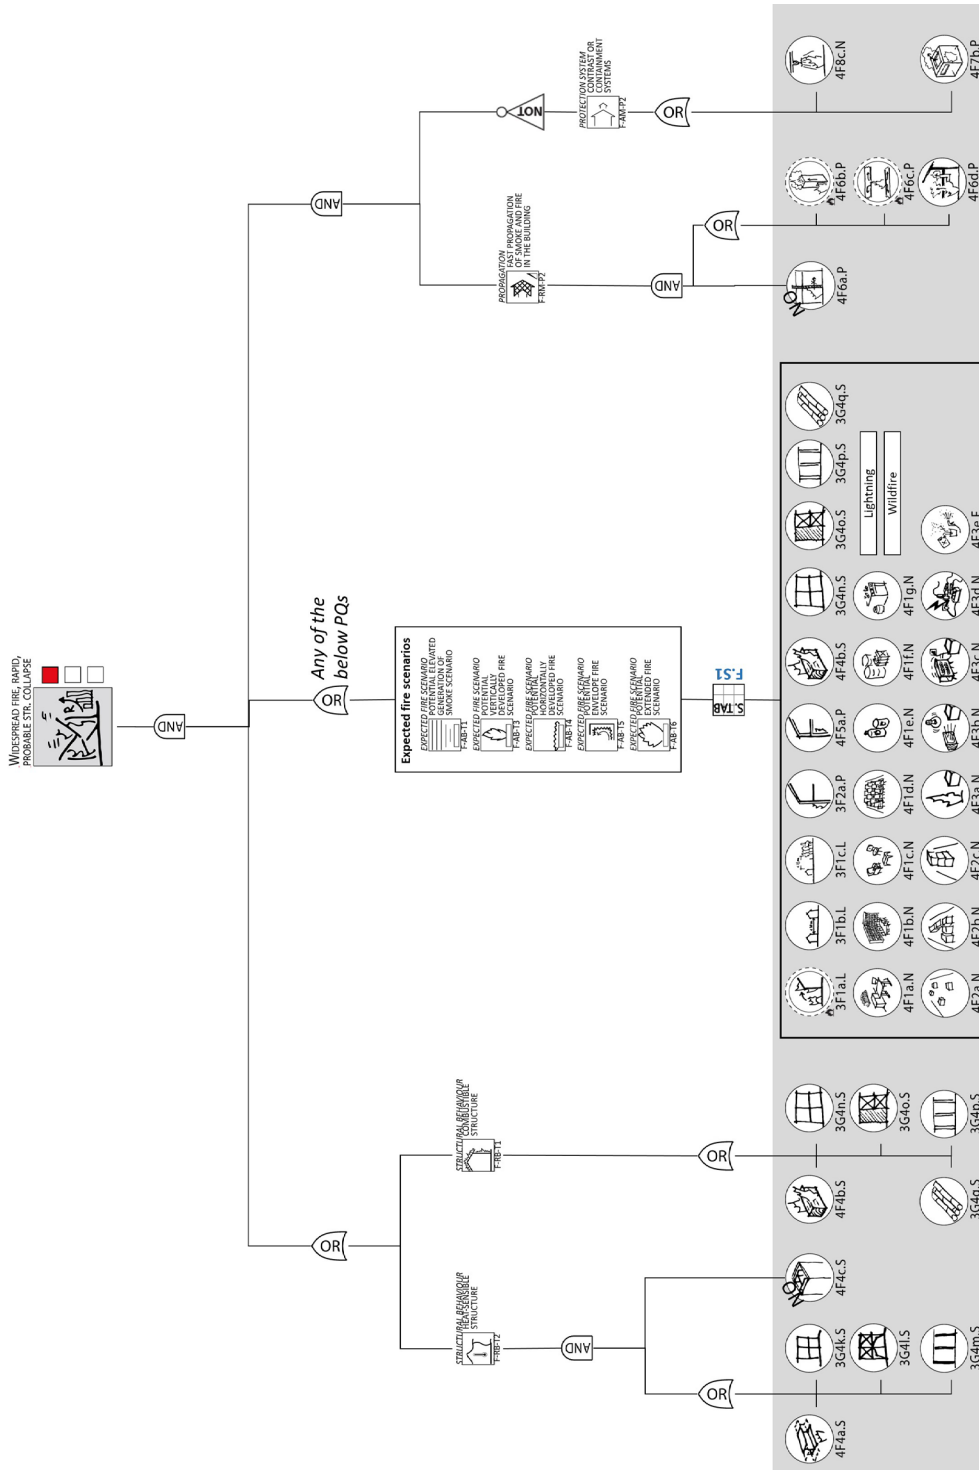 WIDESPREAD FIRE, RAPID,
PROBABLE STR. COLLAPSE
AND
OR
STRUCTURAL BEHAVIOUR
HEAT-SENSIBLE
STRUCTURE
F-RB-T2
AND
OR
STRUCTURAL BEHAVIOUR
COMBUSTIBLE
STRUCTURE
F-RB-T1
OR
OR
Any of the
below PQs
Expected fire scenarios
EXPECTED FIRE SCENARIO
POTENTIAL ELEVATED
GENERATION OF
SMOKE SCENARIO
F-AB-T1
EXPECTED FIRE SCENARIO
POTENTIAL
VERTICALLY
DEVELOPED FIRE
SCENARIO
F-AB-T3
EXPECTED FIRE SCENARIO
POTENTIAL
HORIZONTALLY
DEVELOPED FIRE
SCENARIO
F-AB-T4
EXPECTED FIRE SCENARIO
POTENTIAL
ENVELOPE FIRE
SCENARIO
F-AB-T5
EXPECTED FIRE SCENARIO
POTENTIAL
EXTENDED FIRE
SCENARIO
F-AB-T6
S.TAB
F.S1
AND
PROPAGATION
FAST PROPAGATION
OF SMOKE AND FIRE
IN THE BUILDING
F-RM-P2
AND
OR
NOT
PROTECTION SYSTEM
CONTRAST OR
CONTAINMENT
SYSTEMS
F-AM-P2
OR
4F4a.S
3G4k.S
3G4l.S
3G4m.S
NO
4F4c.S
4F4b.S
3G4q.S
3G4n.S
3G4o.S
3G4p.S
3F1a.L
3F1b.L
3F1c.L
3F2a.P
4F5a.P
4F4b.S
3G4n.S
3G4o.S
3G4p.S
3G4q.S
4F1a.N
4F1b.N
4F1c.N
4F1d.N
4F1e.N
4F1f.N
4F1g.N
Lightning
Wildfire
4F2a.N
4F2b.N
4F2c.N
4F3a.N
4F3b.N
4F3c.N
4F3d.N
4F3e.F
NO
4F6a.P
4F6b.P
4F6c.P
4F6d.P
4F8c.N
4F7b.P